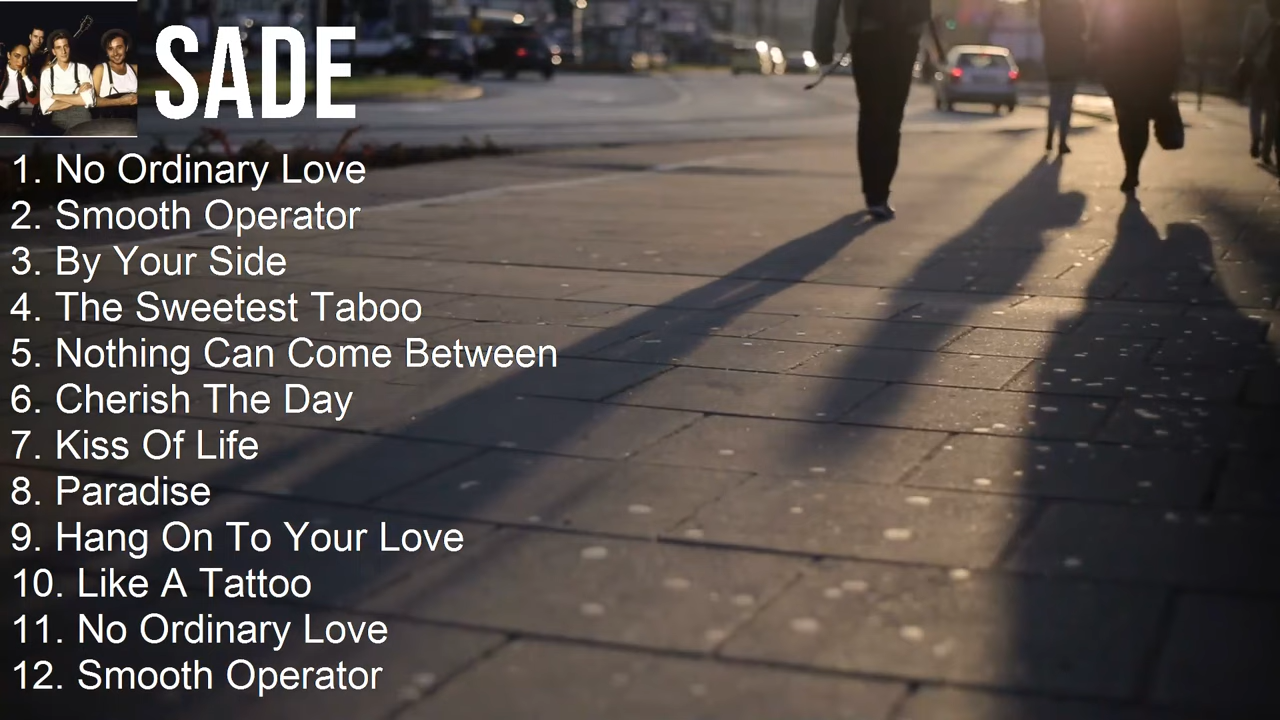 SADE
1. No Ordinary Love
2. Smooth Operator
3. By Your Side
4. The Sweetest Taboo
5. Nothing Can Come Between
6. Cherish The Day
7. Kiss Of Life
8. Paradise
9. Hang On To Your Love
10. Like A Tattoo
11. No Ordinary Love
12. Smooth Operator